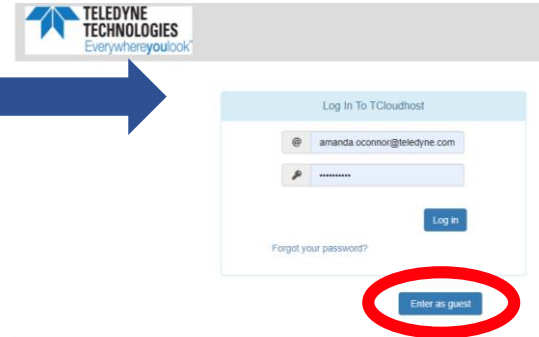 TELEDYNE
TECHNOLOGIES
Everywhereyoulook
Log In To TCloudhost
@ amanda.oconnor@teledyne.com
••••••••••
Log in
Forgot your password?
Enter as guest